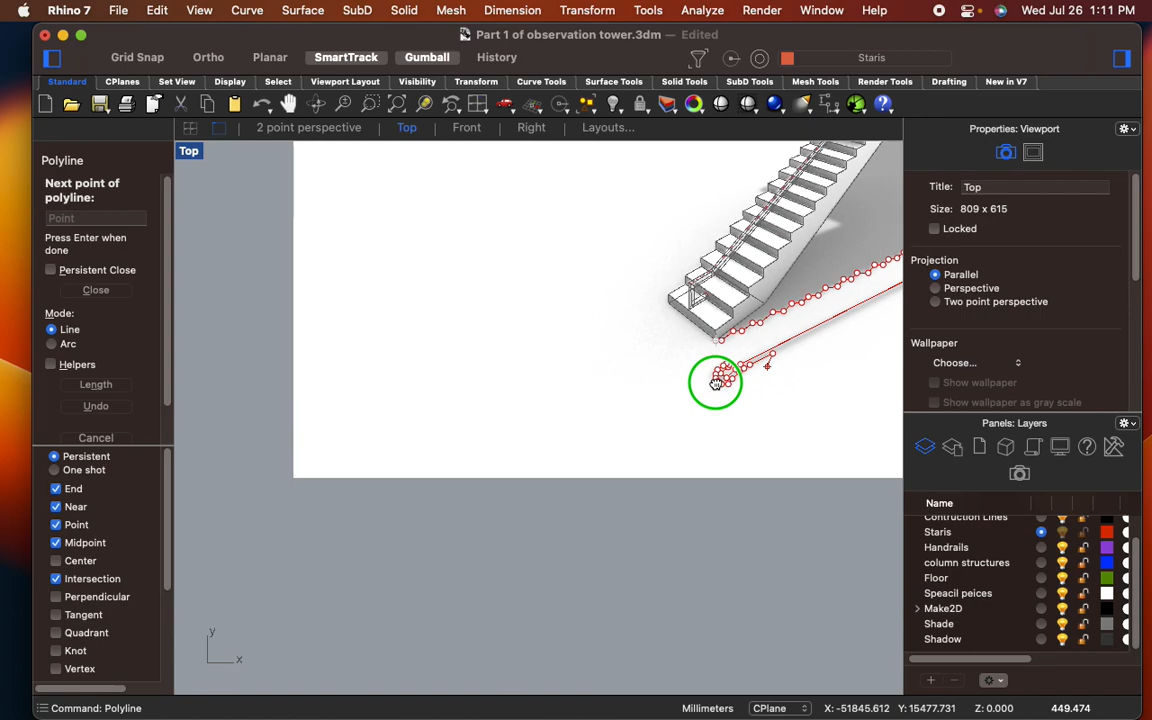 Rhino 7 File Edit View Curve Surface SubD Solid Mesh Dimension Transform Tools Analyze Render Window Help Wed Jul 26 1:11 PM
Part 1 of observation tower.3dm — Edited
Grid Snap Ortho Planar SmartTrack Gumball History Staris
Standard CPlanes Set View Display Select Viewport Layout Visibility Transform Curve Tools Surface Tools Solid Tools SubD Tools Mesh Tools Render Tools Drafting New in V7
2 point perspective Top Front Right Layouts... Properties: Viewport
Top
Polyline
Next point of
polyline:
Point
Press Enter when
done
Persistent Close
Close
Mode:
Line
Arc
Helpers
Length
Undo
Cancel
Persistent
One shot
End
Near
Point
Midpoint
Center
Intersection
Perpendicular
Tangent
Quadrant
Knot
Vertex
y
x
Title: Top
Size: 809 x 615
Locked
Projection
Parallel
Perspective
Two point perspective
Wallpaper
Choose...
Show wallpaper
Show wallpaper as gray scale
Panels: Layers
Name
Contruction Lines
Staris
Handrails
column structures
Floor
Speacil peices
Make2D
Shade
Shadow
Command: Polyline Millimeters CPlane X: -51845.612 Y: 15477.731 Z: 0.000 449.474